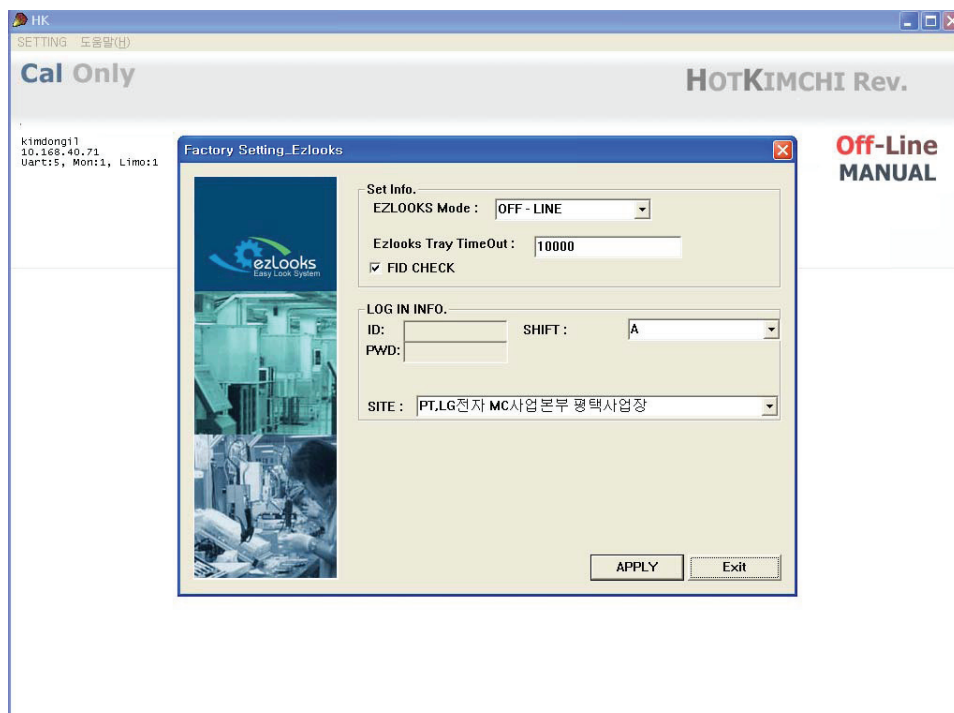 HK
SETTING 도움말(H)
Cal Only
HOTKIMCHI Rev.
kimdongil
10.168.40.71
Uart:5, Mon:1, Limo:1
Off-Line
MANUAL
Factory Setting_Ezlooks
ezLooks
Easy Look System
Set Info.
EZLOOKS Mode : OFF - LINE
Ezlooks Tray TimeOut : 10000
FID CHECK
LOG IN INFO.
ID: SHIFT : A
PWD:
SITE : PT,LG전자 MC사업본부 평택사업장
APPLY Exit